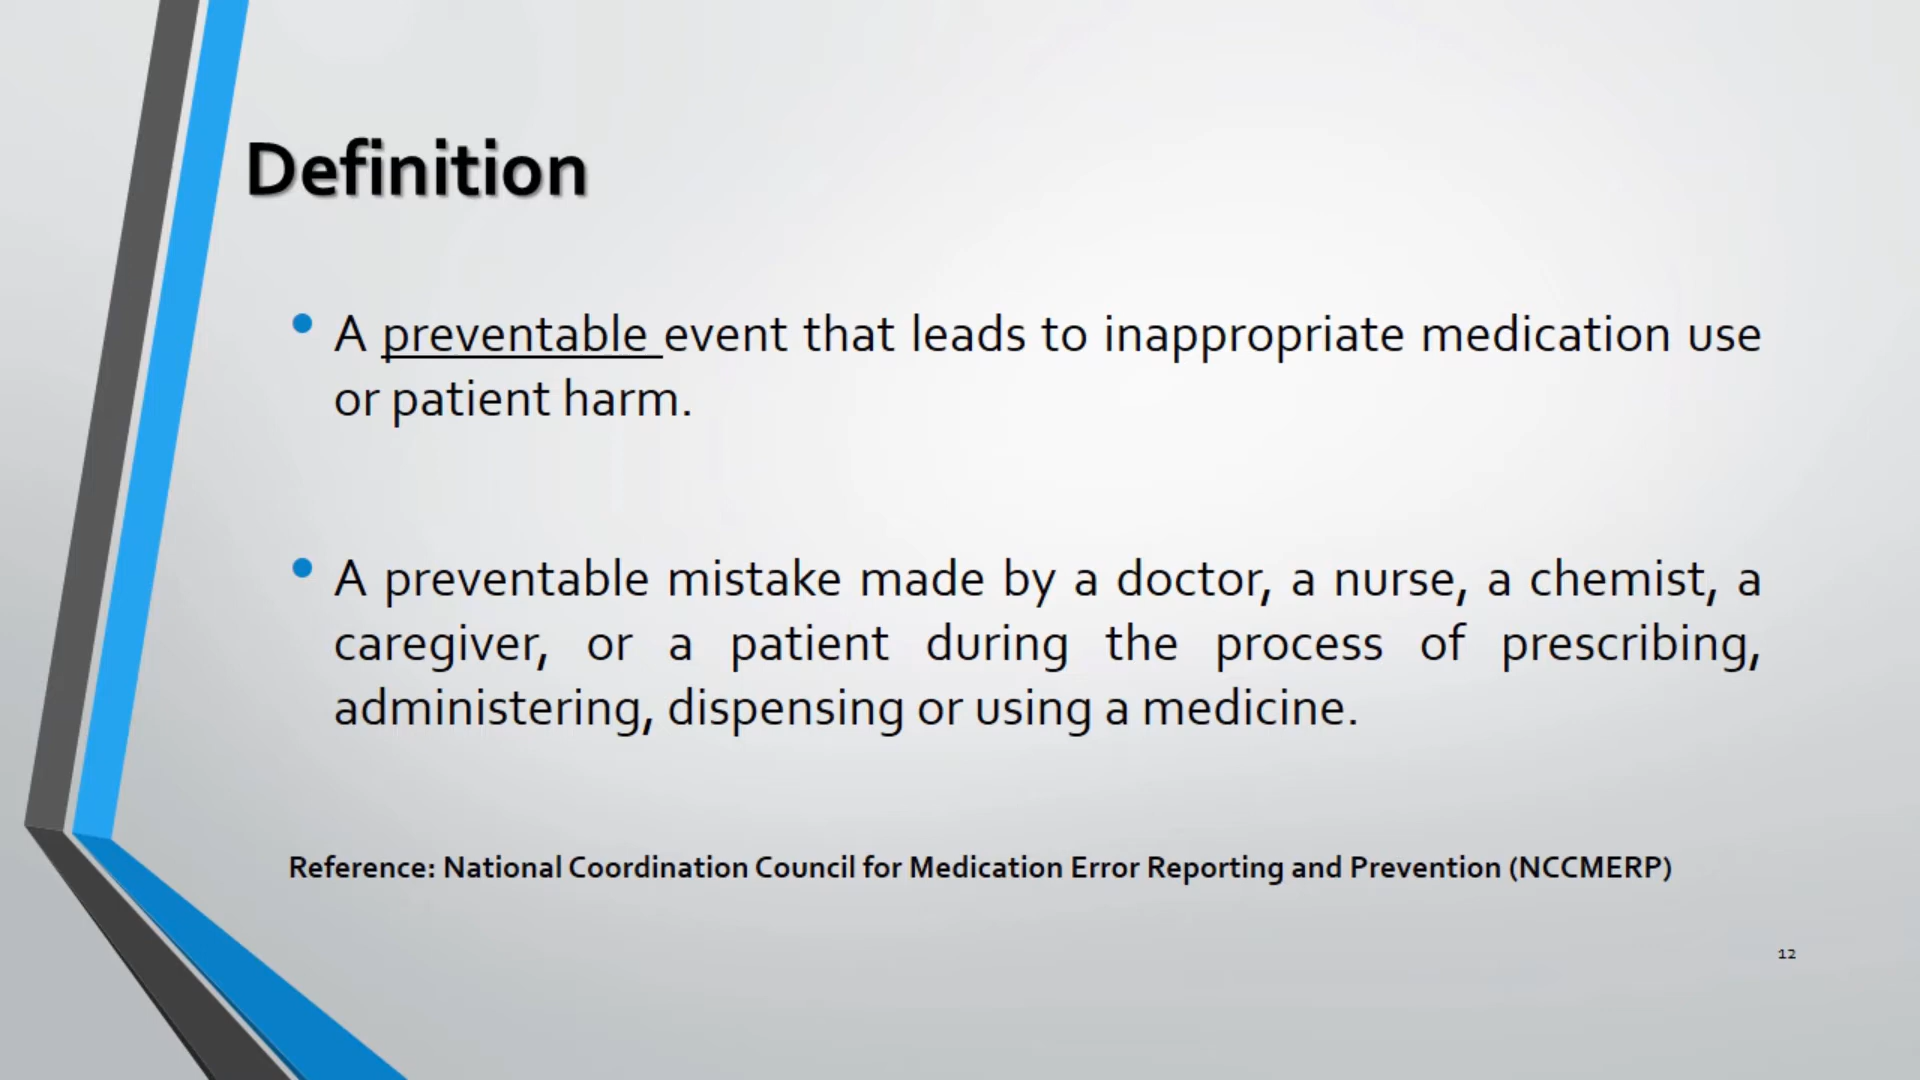 Definition
• A preventable event that leads to inappropriate medication use
or patient harm.
• A preventable mistake made by a doctor, a nurse, a chemist, a
caregiver, or a patient during the process of prescribing,
administering, dispensing or using a medicine.
Reference: National Coordination Council for Medication Error Reporting and Prevention (NCCMERP)
12